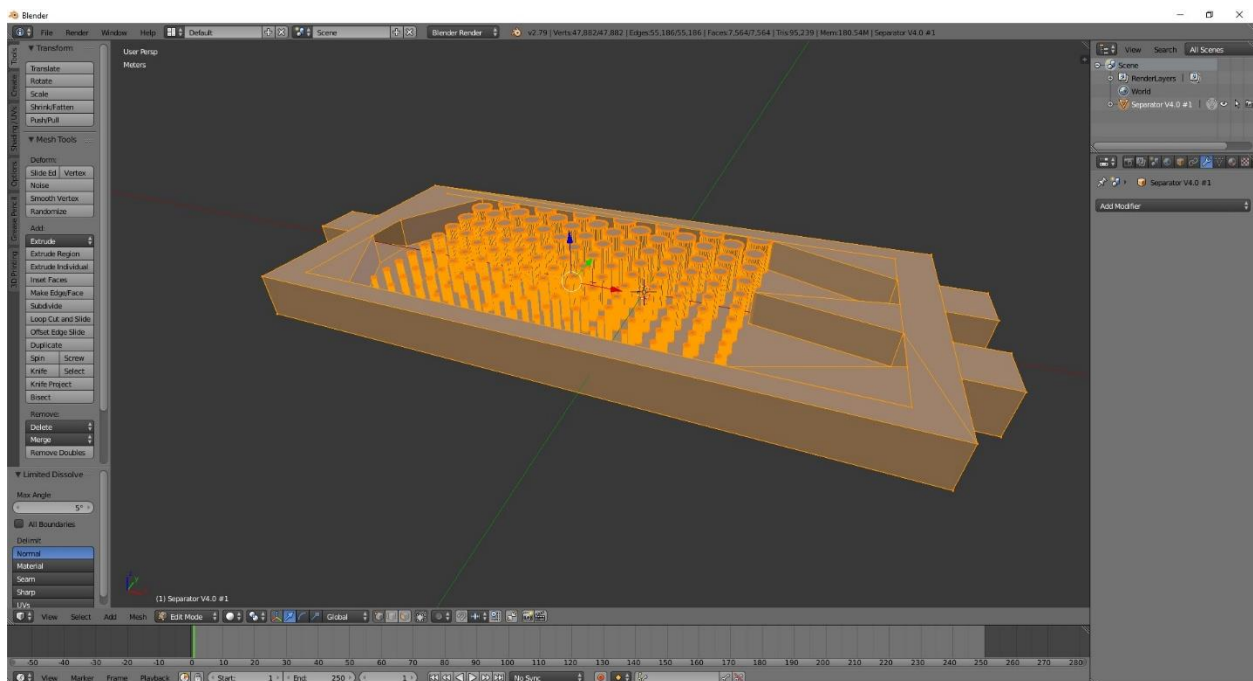 Blender
File Render Window Help Default Scene Blender Render v2.79 | Verts:47,882/47,882 | Edges:55,186/55,186 | Faces:7,564/7,564 | Tris:95,239 | Mem:180.54M | Separator V4.0 #1
Tools
Create
Shading/UVs
Options
Grease Pencil
3D Printing
Transform
Translate
Rotate
Scale
Shrink/Fatten
Push/Pull
Mesh Tools
Deform:
Slide Ed Vertex
Noise
Smooth Vertex
Randomize
Add:
Extrude
Extrude Region
Extrude Individual
Inset Faces
Make Edge/Face
Subdivide
Loop Cut and Slide
Offset Edge Slide
Duplicate
Spin Screw
Knife Select
Knife Project
Bisect
Remove:
Delete
Merge
Remove Doubles
Limited Dissolve
Max Angle
5°
All Boundaries
Delimit
Normal
Material
Seam
Sharp
UVs
User Persp
Meters
(1) Separator V4.0 #1
View Select Add Mesh Edit Mode Global
View Search All Scenes
Scene
RenderLayers |
World
Separator V4.0 #1 |
Separator V4.0 #1
Add Modifier
-50 -40 -30 -20 -10 0 10 20 30 40 50 60 70 80 90 100 110 120 130 140 150 160 170 180 190 200 210 220 230 240 250 260 270 280
View Marker Frame Playback Start: 1 End: 250 1 No Sync